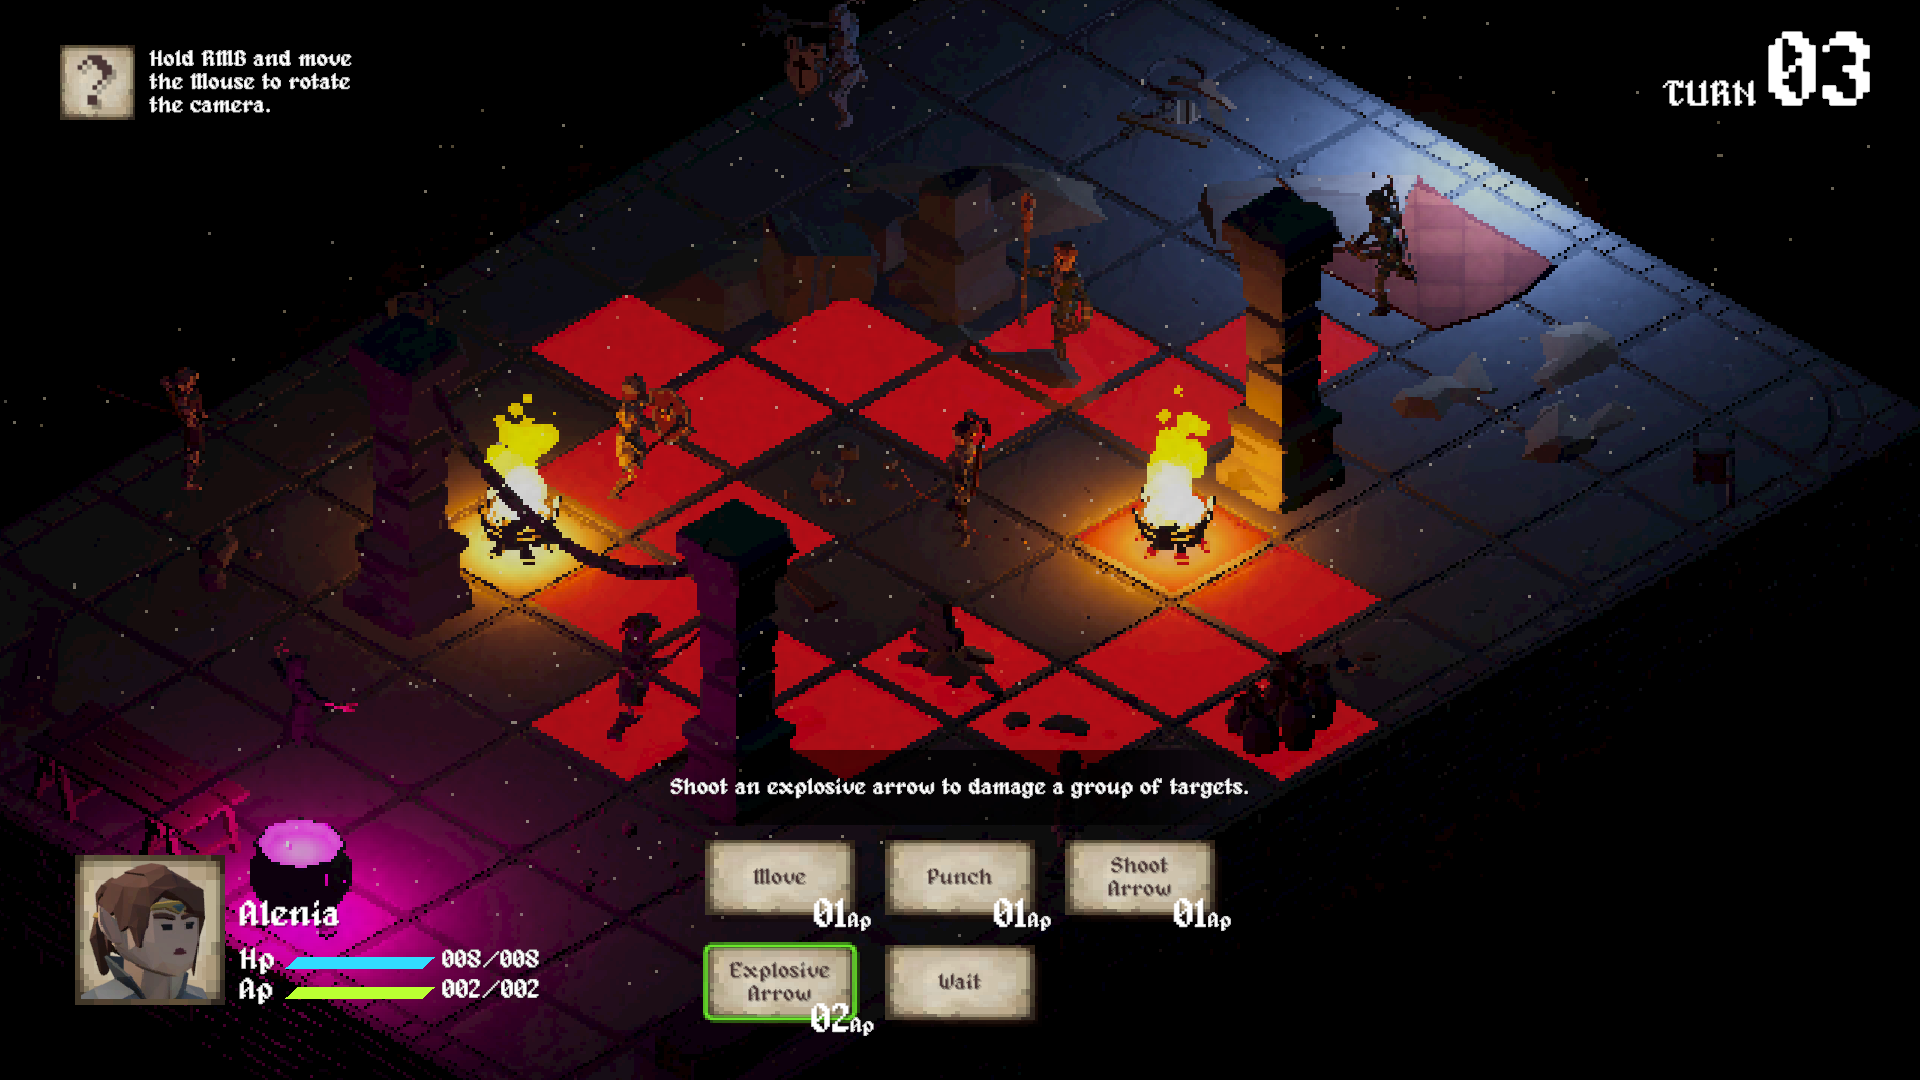 Hold RMB and move
the Mouse to rotate
the camera.
TURN 03
Shoot an explosive arrow to damage a group of targets.
Move
01Ap
Punch
01Ap
Shoot
Arrow
01Ap
Explosive
Arrow
02Ap
Wait
Alenia
Hp 008/008
Ap 002/002